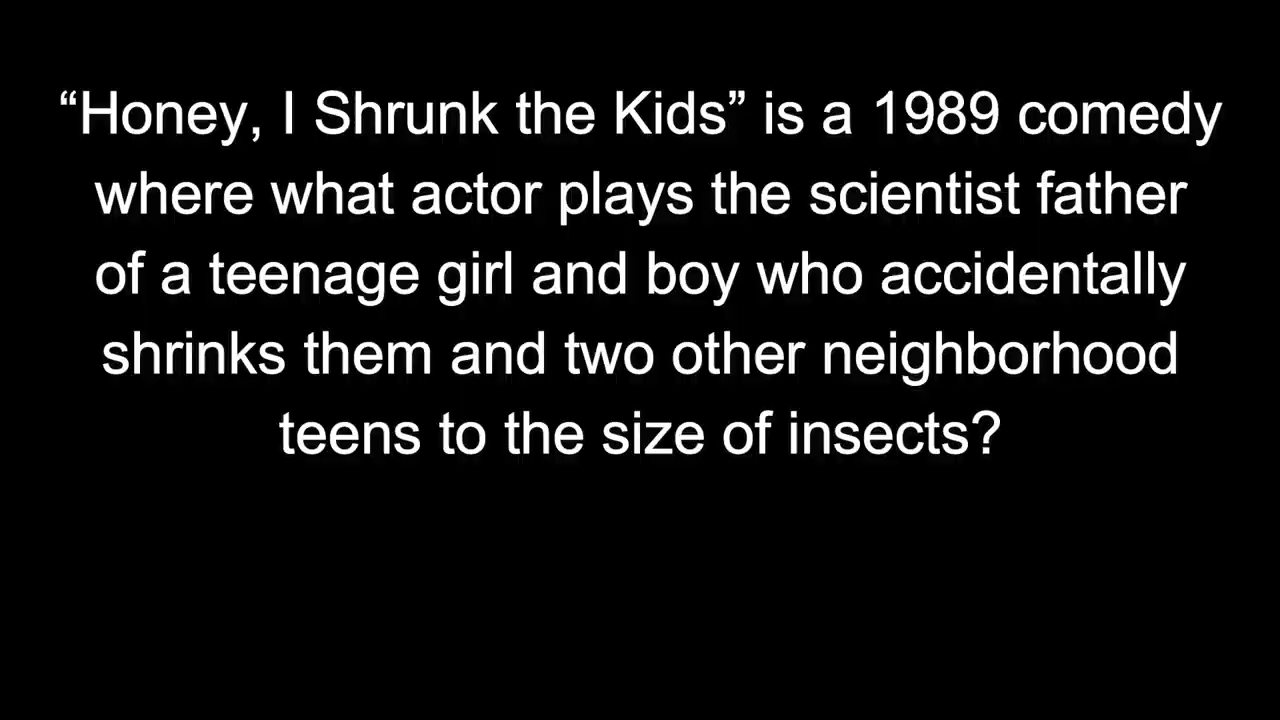 “Honey, I Shrunk the Kids” is a 1989 comedy
where what actor plays the scientist father
of a teenage girl and boy who accidentally
shrinks them and two other neighborhood
teens to the size of insects?